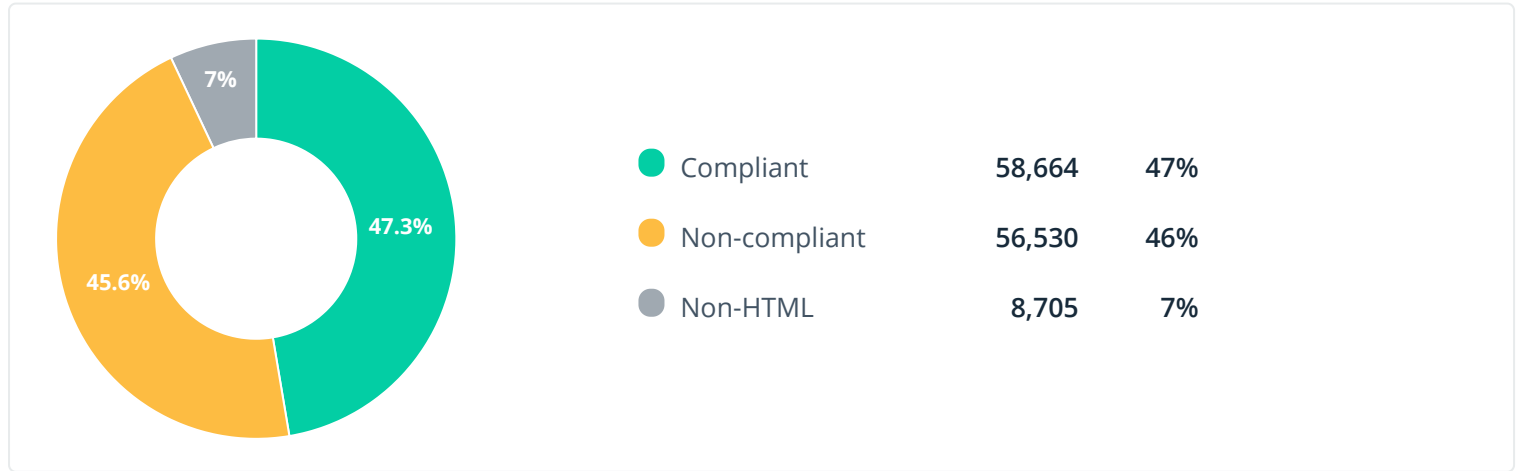 7%
47.3%
45.6%
Compliant 58,664 47%
Non-compliant 56,530 46%
Non-HTML 8,705 7%